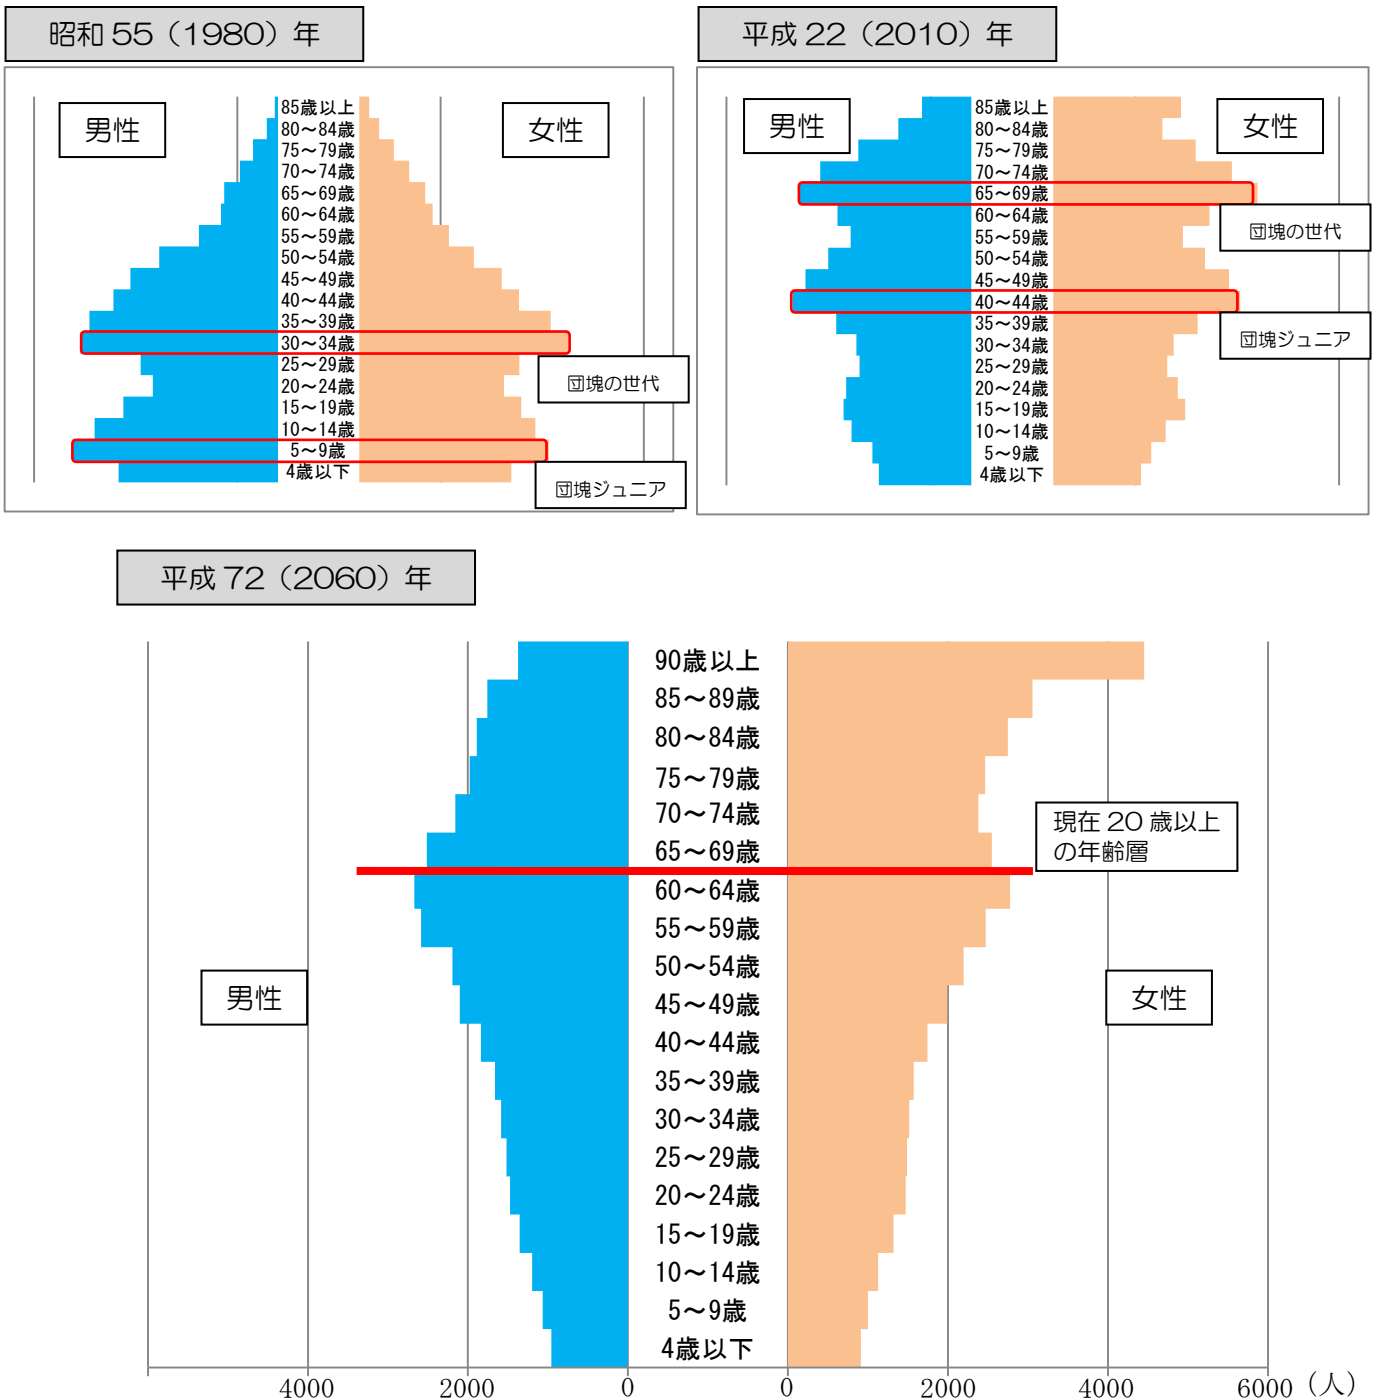 昭和 55（1980）年
男性
女性
85歳以上
80～84歳
75～79歳
70～74歳
65～69歳
60～64歳
55～59歳
50～54歳
45～49歳
40～44歳
35～39歳
30～34歳
25～29歳
20～24歳
15～19歳
10～14歳
5～9歳
4歳以下
団塊の世代
団塊ジュニア
平成 22（2010）年
男性
女性
85歳以上
80～84歳
75～79歳
70～74歳
65～69歳
60～64歳
55～59歳
50～54歳
45～49歳
40～44歳
35～39歳
30～34歳
25～29歳
20～24歳
15～19歳
10～14歳
5～9歳
4歳以下
団塊の世代
団塊ジュニア
平成 72（2060）年
90歳以上
85～89歳
80～84歳
75～79歳
70～74歳
65～69歳
60～64歳
55～59歳
50～54歳
45～49歳
40～44歳
35～39歳
30～34歳
25～29歳
20～24歳
15～19歳
10～14歳
5～9歳
4歳以下
現在 20 歳以上
の年齢層
男性
女性
4000 2000 0 0 2000 4000 6000（人）